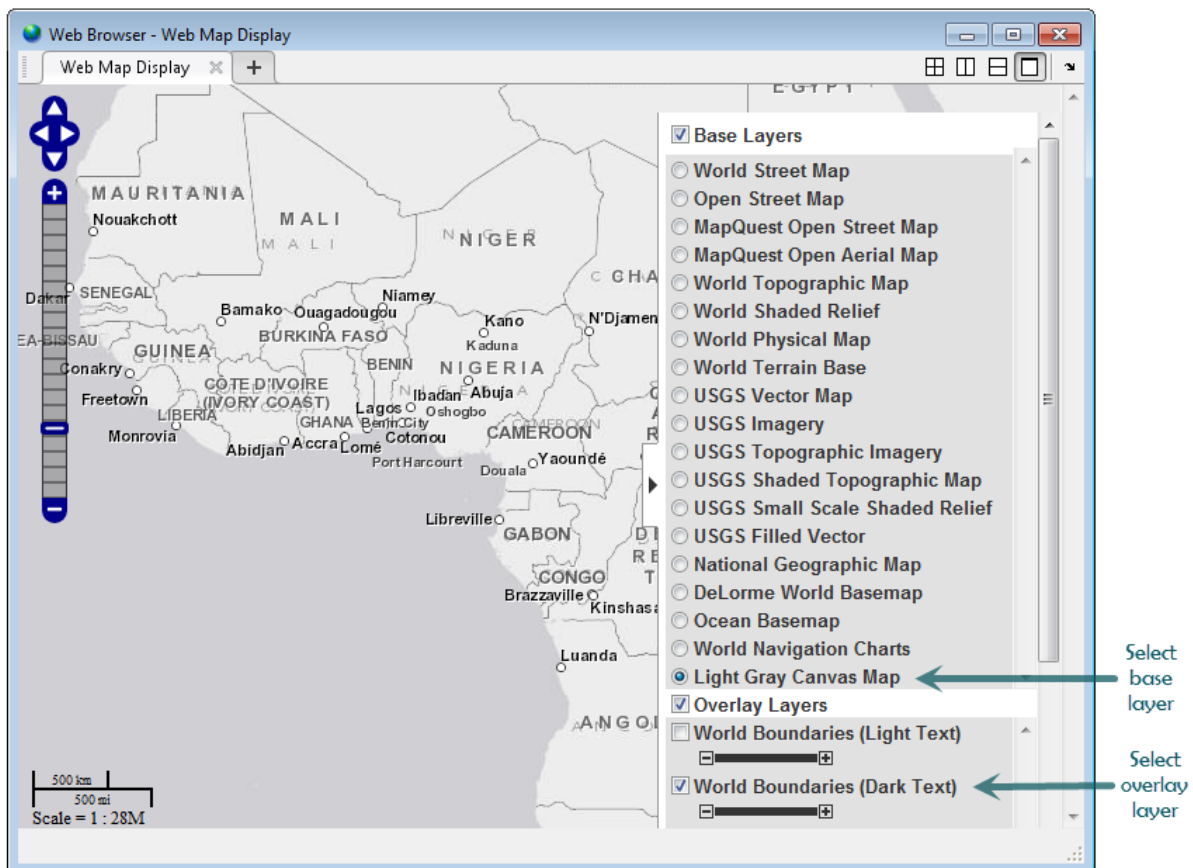 Web Browser - Web Map Display
Web Map Display
EGYPT
MAURITANIA
Nouakchott
MALI
MALI
NIGER
NIGER
C CHA
Dakar
SENEGAL
Bamako
Ouagadougou
Niamey
Kano
N'Djamen
EA-BISSAU
BURKINA FASO
Kaduna
GUINEA
GUINEA
BENIN
NIGERIA
NIGERIA
Conakry
CÔTE D'IVOIRE
(IVORY COAST)
Ibadan
Abuja
Freetown
LIBERIA
Lagos
Oshogbo
GHANA
Benin City
CAMEROON
CAMEROON
Monrovia
Abidjan
Accra
Lomé
Cotonou
Port Harcourt
Douala
Yaoundé
Libreville
GABON
CONGO
Brazzaville
Kinshasa
Luanda
ANGOL
500 km
500 mi
Scale = 1 : 28M
Base Layers
World Street Map
Open Street Map
MapQuest Open Street Map
MapQuest Open Aerial Map
World Topographic Map
World Shaded Relief
World Physical Map
World Terrain Base
USGS Vector Map
USGS Imagery
USGS Topographic Imagery
USGS Shaded Topographic Map
USGS Small Scale Shaded Relief
USGS Filled Vector
National Geographic Map
DeLorme World Basemap
Ocean Basemap
World Navigation Charts
Light Gray Canvas Map
Overlay Layers
World Boundaries (Light Text)
World Boundaries (Dark Text)
Select
base
layer
Select
overlay
layer